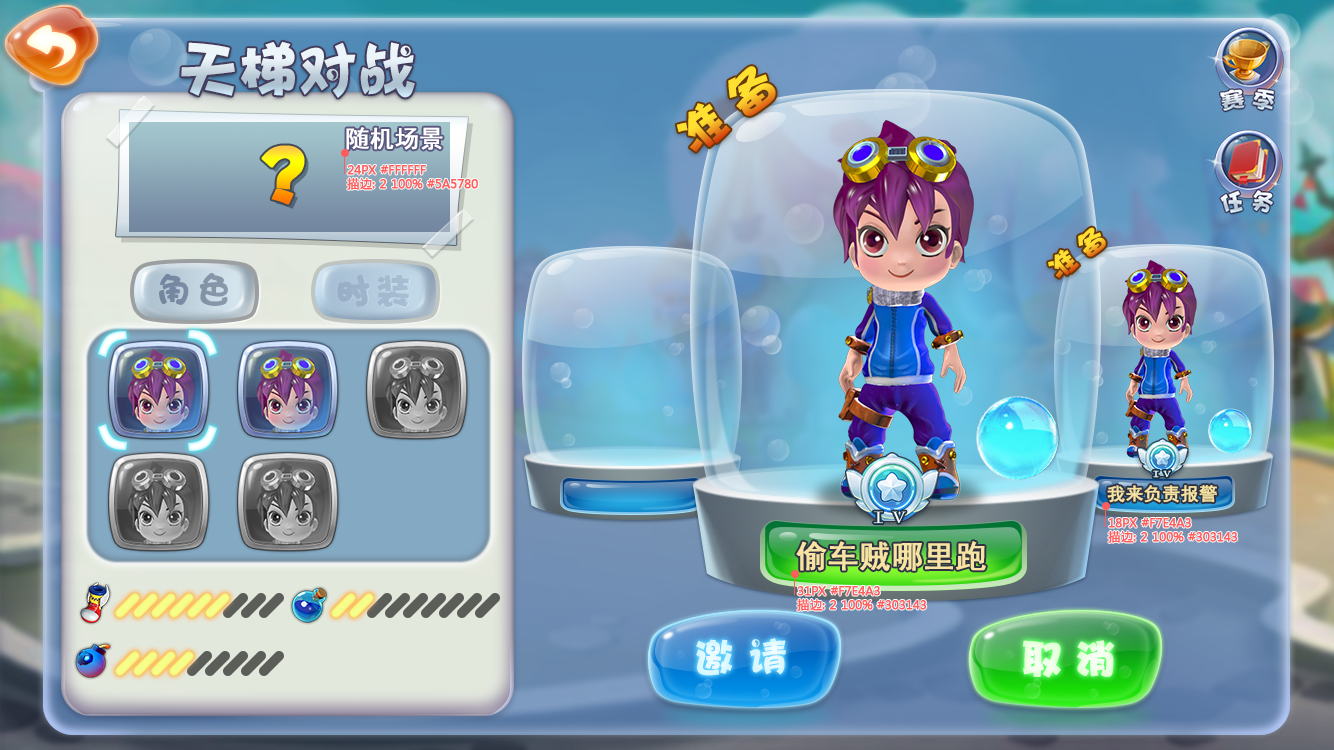 天梯对战
随机场景
24PX #FFFFFF
描边: 2 100% #5A5780
?
角色
时装
准备
准备
赛季
任务
IV
我来负责报警
18PX #F7E4A3
描边: 2 100% #303143
IV
偷车贼哪里跑
31PX #F7E4A3
描边: 2 100% #303143
邀请
取消